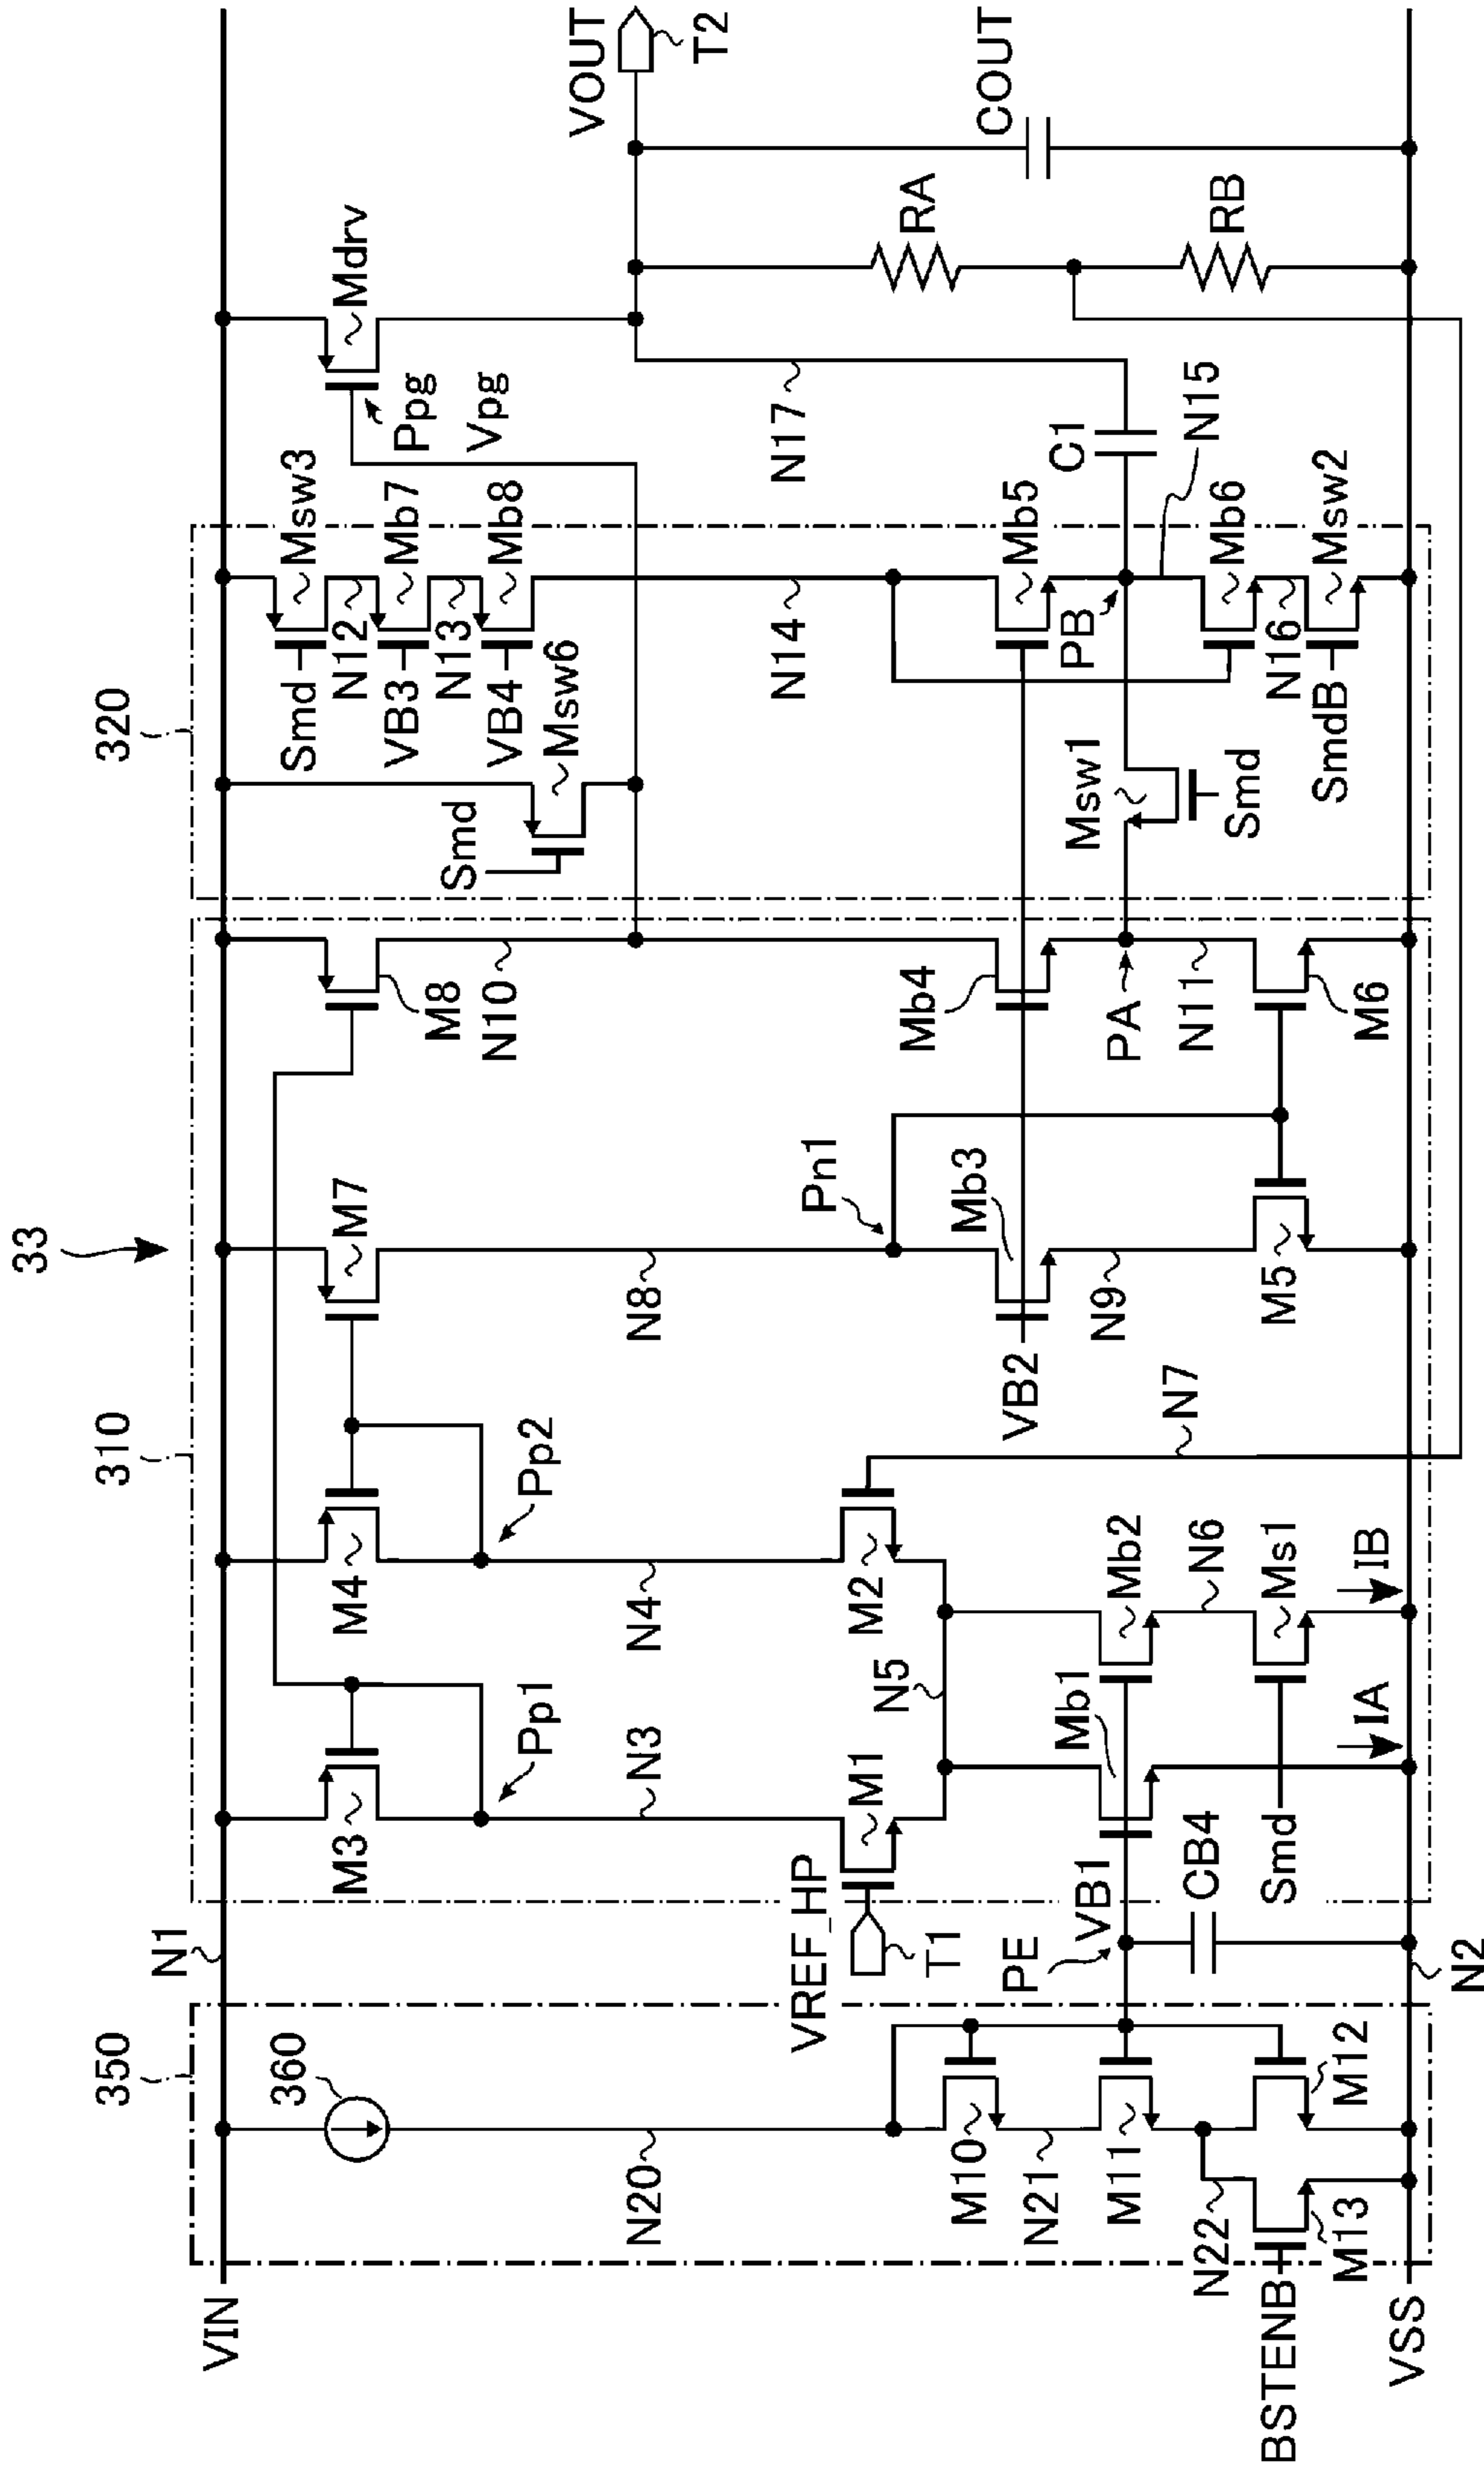 33
350
310
320
VIN
N1
360
M3
M4
M7
M8
Smd
Msw6
Smd
Msw3
N12
VB3
Mb7
N13
VB4
Mb8
Ppg
Vpg
Mdrv
VOUT
T2
Pp1
Pp2
N10
N20
N3
N4
N8
N14
N17
VREF_HP
T1
M1
M2
N5
Pn1
Mb3
Mb4
Mb5
RA
COUT
M10
N21
M11
PE
VB1
Mb1
Mb2
VB2
N9
PA
N11
Msw1
PB
C1
N15
N22
CB4
N6
N7
Smd
Mb6
RB
BSTENB
M13
M12
Smd
Ms1
M5
M6
N16
SmdB
Msw2
IA
IB
VSS
N2